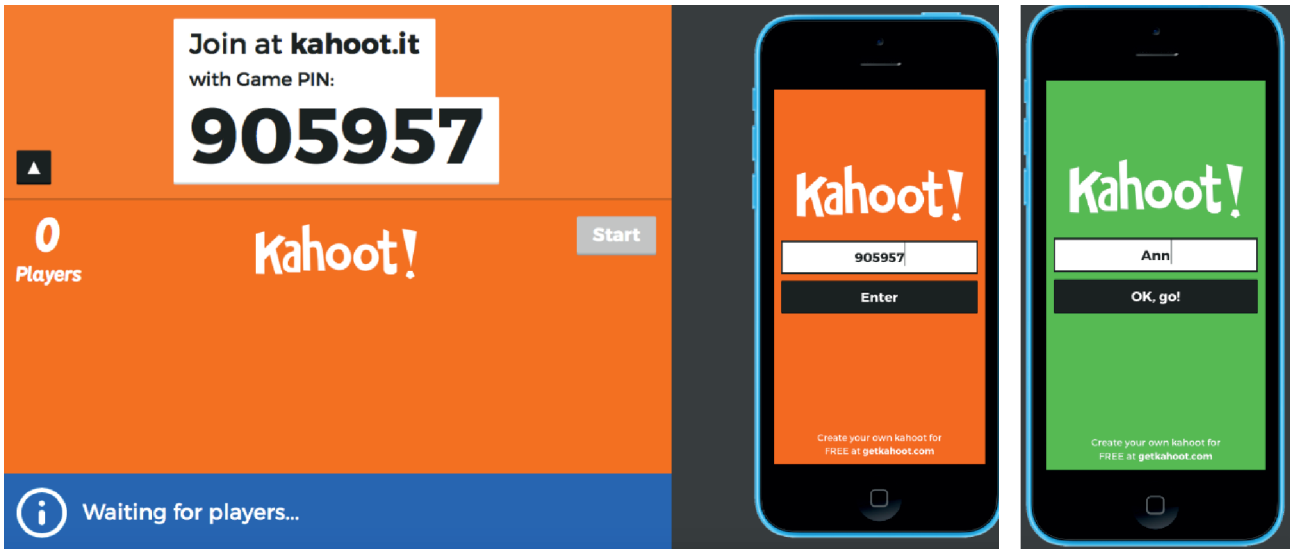 Join at kahoot.it
with Game PIN:
905957
0
Players
Kahoot!
Start
Waiting for players...
Kahoot!
905957
Enter
Create your own kahoot for
FREE at getkahoot.com
Kahoot!
Ann
OK, go!
Create your own kahoot for
FREE at getkahoot.com